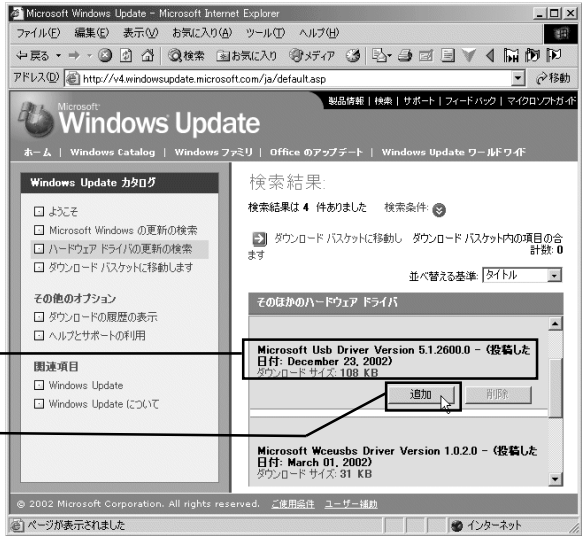 Microsoft Windows Update - Microsoft Internet Explorer
ファイル(F) 編集(E) 表示(V) お気に入り(A) ツール(T) ヘルプ(H)
戻る 検索 お気に入り メディア
アドレス(D) http://v4.windowsupdate.microsoft.com/ja/default.asp 移動
製品情報 | 検索 | サポート | フィードバック | マイクロソフトガイド
Microsoft
Windows Update
ホーム | Windows Catalog | Windows ファミリ | Office のアップデート | Windows Update ワールドワイド
Windows Update カタログ
ようこそ
Microsoft Windows の更新の検索
ハードウェア ドライバの更新の検索
ダウンロード バスケットに移動します
その他のオプション
ダウンロードの履歴の表示
ヘルプとサポートの利用
関連項目
Windows Update
Windows Update について
検索結果:
検索結果は 4 件ありました 検索条件:
ダウンロード バスケットに移動し
ます
ダウンロード バスケット内の項目の合
計数: 0
並べ替える基準: タイトル
そのほかのハードウェア ドライバ
Microsoft Usb Driver Version 5.1.2600.0 - (投稿した
日付: December 23, 2002)
ダウンロード サイズ: 108 KB
追加 削除
Microsoft Wceusbs Driver Version 1.0.2.0 - (投稿した
日付: March 01, 2002)
ダウンロード サイズ: 31 KB
© 2002 Microsoft Corporation. All rights reserved. ご使用条件 ユーザー補助
ページが表示されました インターネット